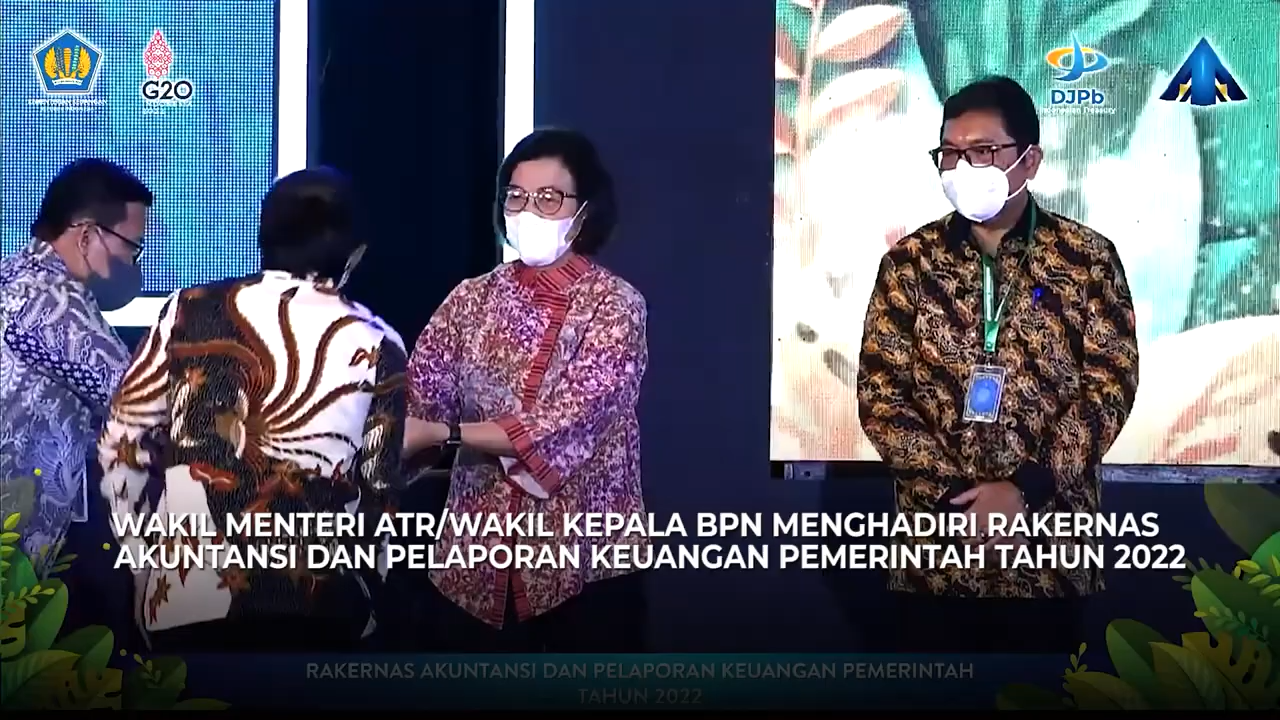 G20
DJPb
WAKIL MENTERI ATR/WAKIL KEPALA BPN MENGHADIRI RAKERNAS
AKUNTANSI DAN PELAPORAN KEUANGAN PEMERINTAH TAHUN 2022
RAKERNAS AKUNTANSI DAN PELAPORAN KEUANGAN PEMERINTAH
TAHUN 2022